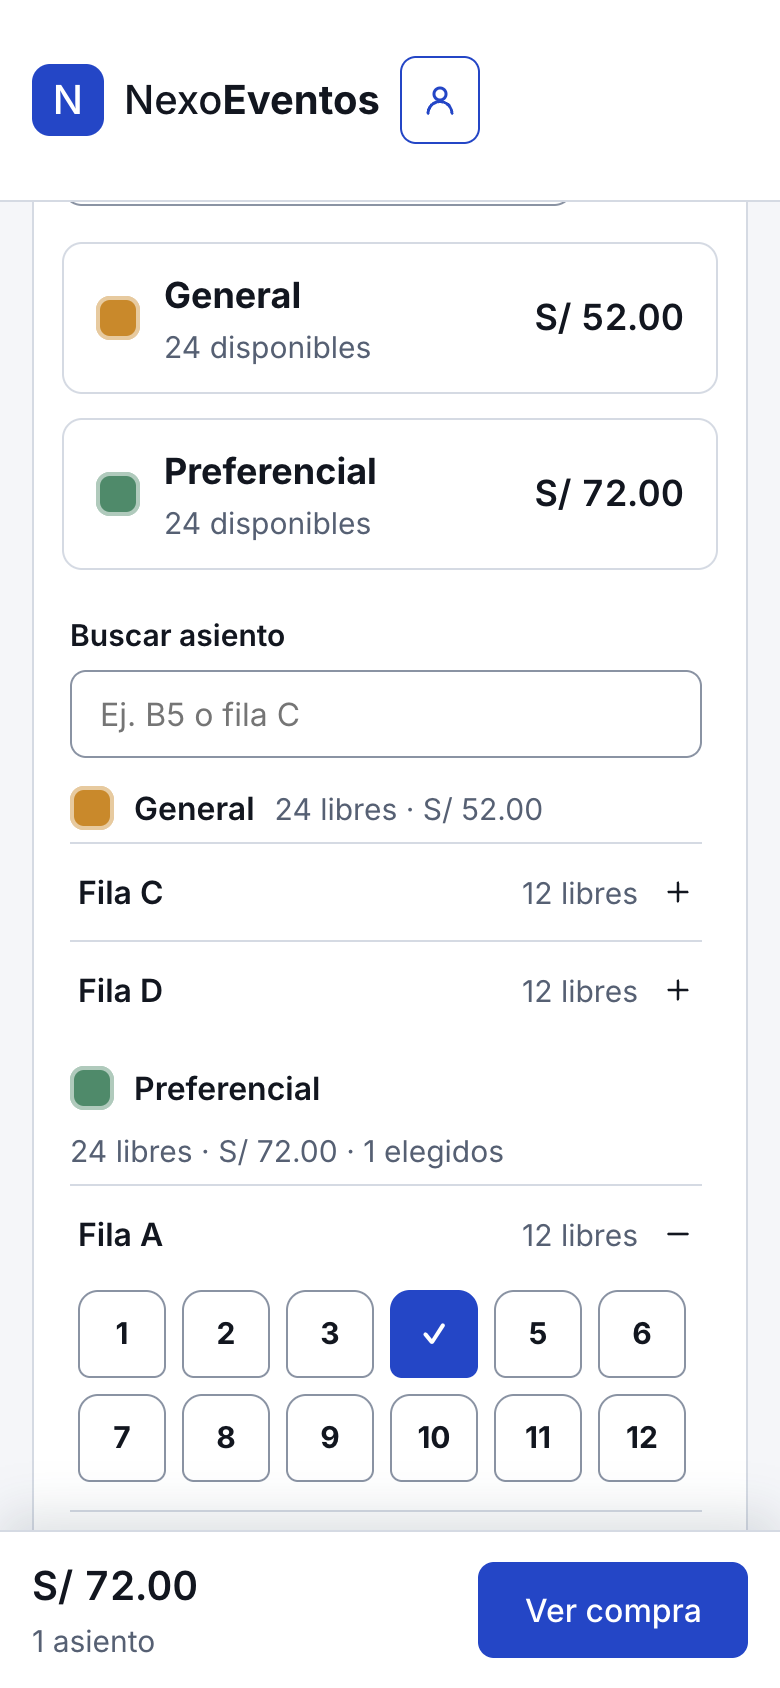 N NexoEventos
General
24 disponibles
S/ 52.00
Preferencial
24 disponibles
S/ 72.00
Buscar asiento
Ej. B5 o fila C
General 24 libres · S/ 52.00
Fila C 12 libres +
Fila D 12 libres +
Preferencial
24 libres · S/ 72.00 · 1 elegidos
Fila A 12 libres −
1 2 3 ✓ 5 6
7 8 9 10 11 12
S/ 72.00
1 asiento
Ver compra